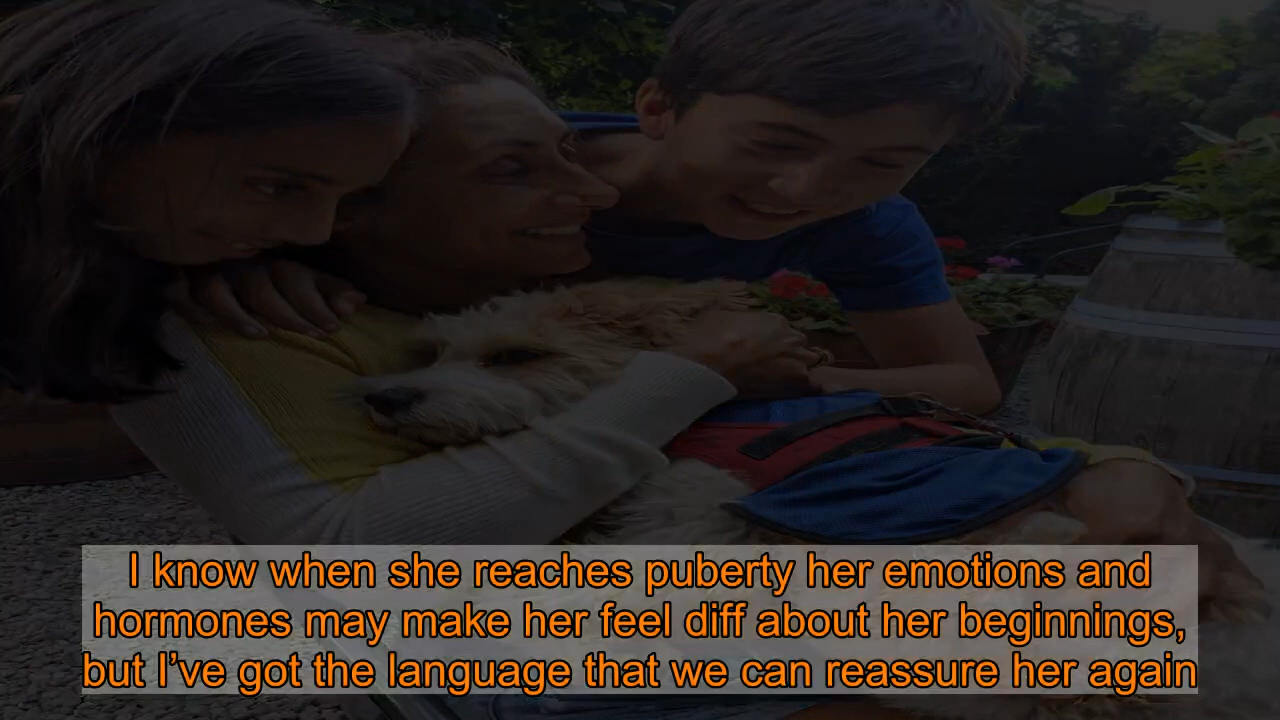 I know when she reaches puberty her emotions and
hormones may make her feel diff about her beginnings,
but I’ve got the language that we can reassure her again